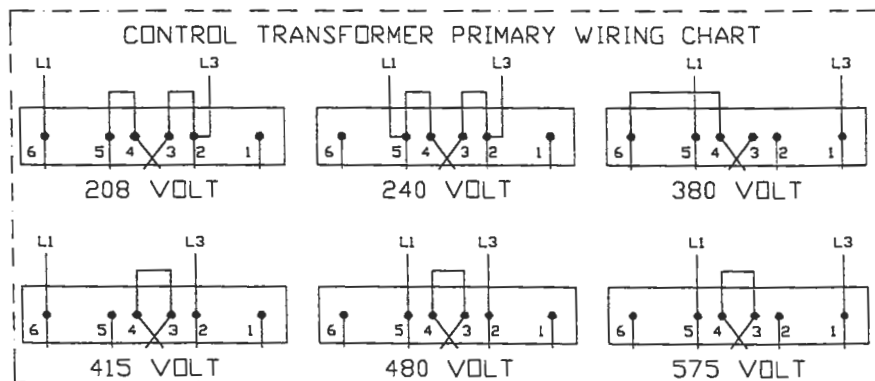 CONTROL TRANSFORMER PRIMARY WIRING CHART
L1 L3 L1 L3 L1 L3
6 5 4 3 2 1 6 5 4 3 2 1 6 5 4 3 2 1
208 VOLT 240 VOLT 380 VOLT
L1 L3 L1 L3 L1 L3
6 5 4 3 2 1 6 5 4 3 2 1 6 5 4 3 2 1
415 VOLT 480 VOLT 575 VOLT